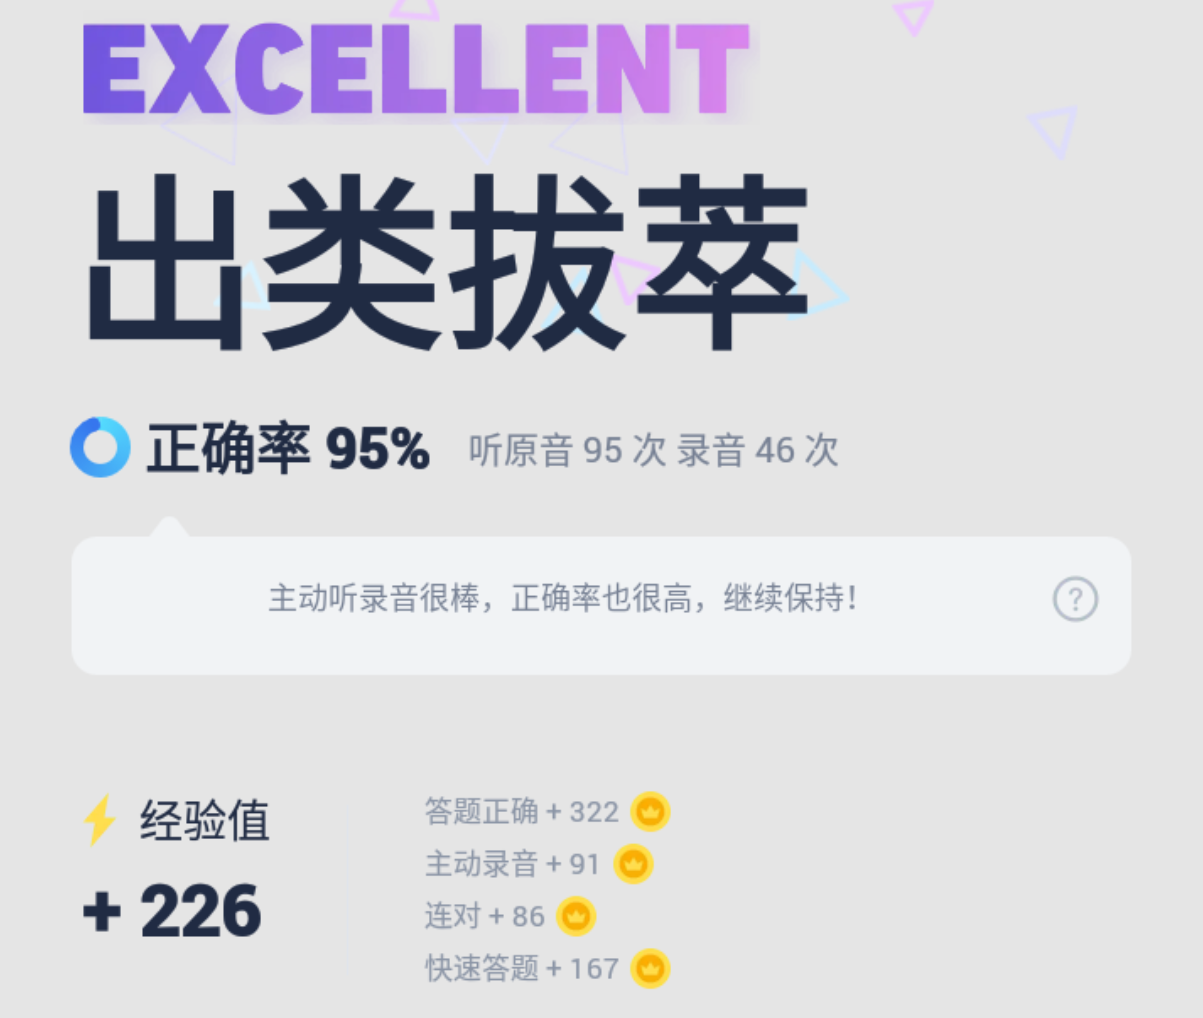 EXCELLENT
出类拔萃
正确率 95% 听原音 95 次 录音 46 次
主动听录音很棒，正确率也很高，继续保持！
?
经验值
+ 226
答题正确 + 322
主动录音 + 91
连对 + 86
快速答题 + 167